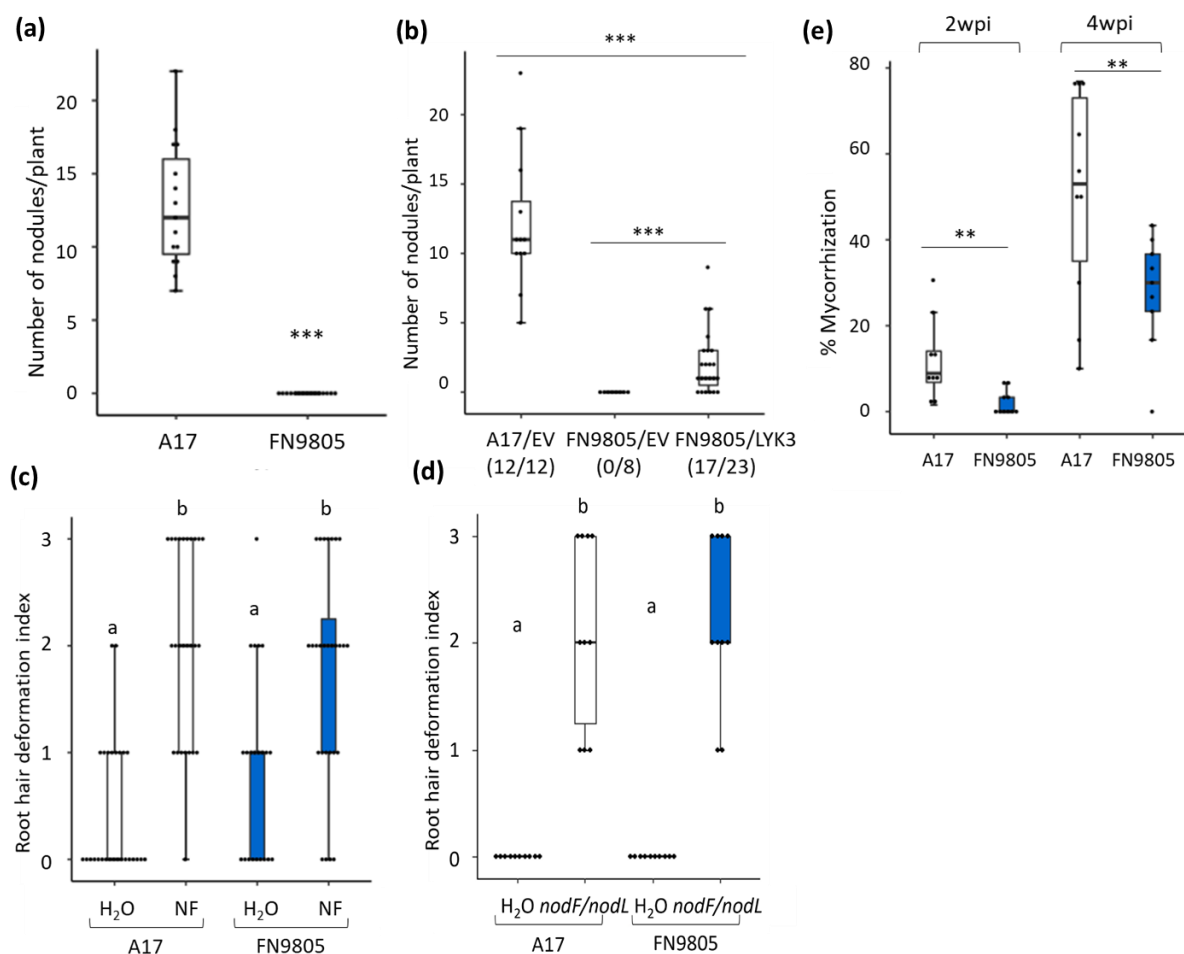 (a)
Number of nodules/plant
20
15
10
5
0
***
A17
FN9805
(b)
Number of nodules/plant
20
15
10
5
0
***
***
A17/EV
FN9805/EV
FN9805/LYK3
(12/12)
(0/8)
(17/23)
(e)
2wpi
4wpi
% Mycorrhization
80
60
40
20
0
**
**
A17
FN9805
A17
FN9805
(c)
Root hair deformation index
3
2
1
0
a
b
a
b
H₂O
NF
H₂O
NF
A17
FN9805
(d)
Root hair deformation index
3
2
1
0
a
b
a
b
H₂O nodF/nodL
H₂O nodF/nodL
A17
FN9805